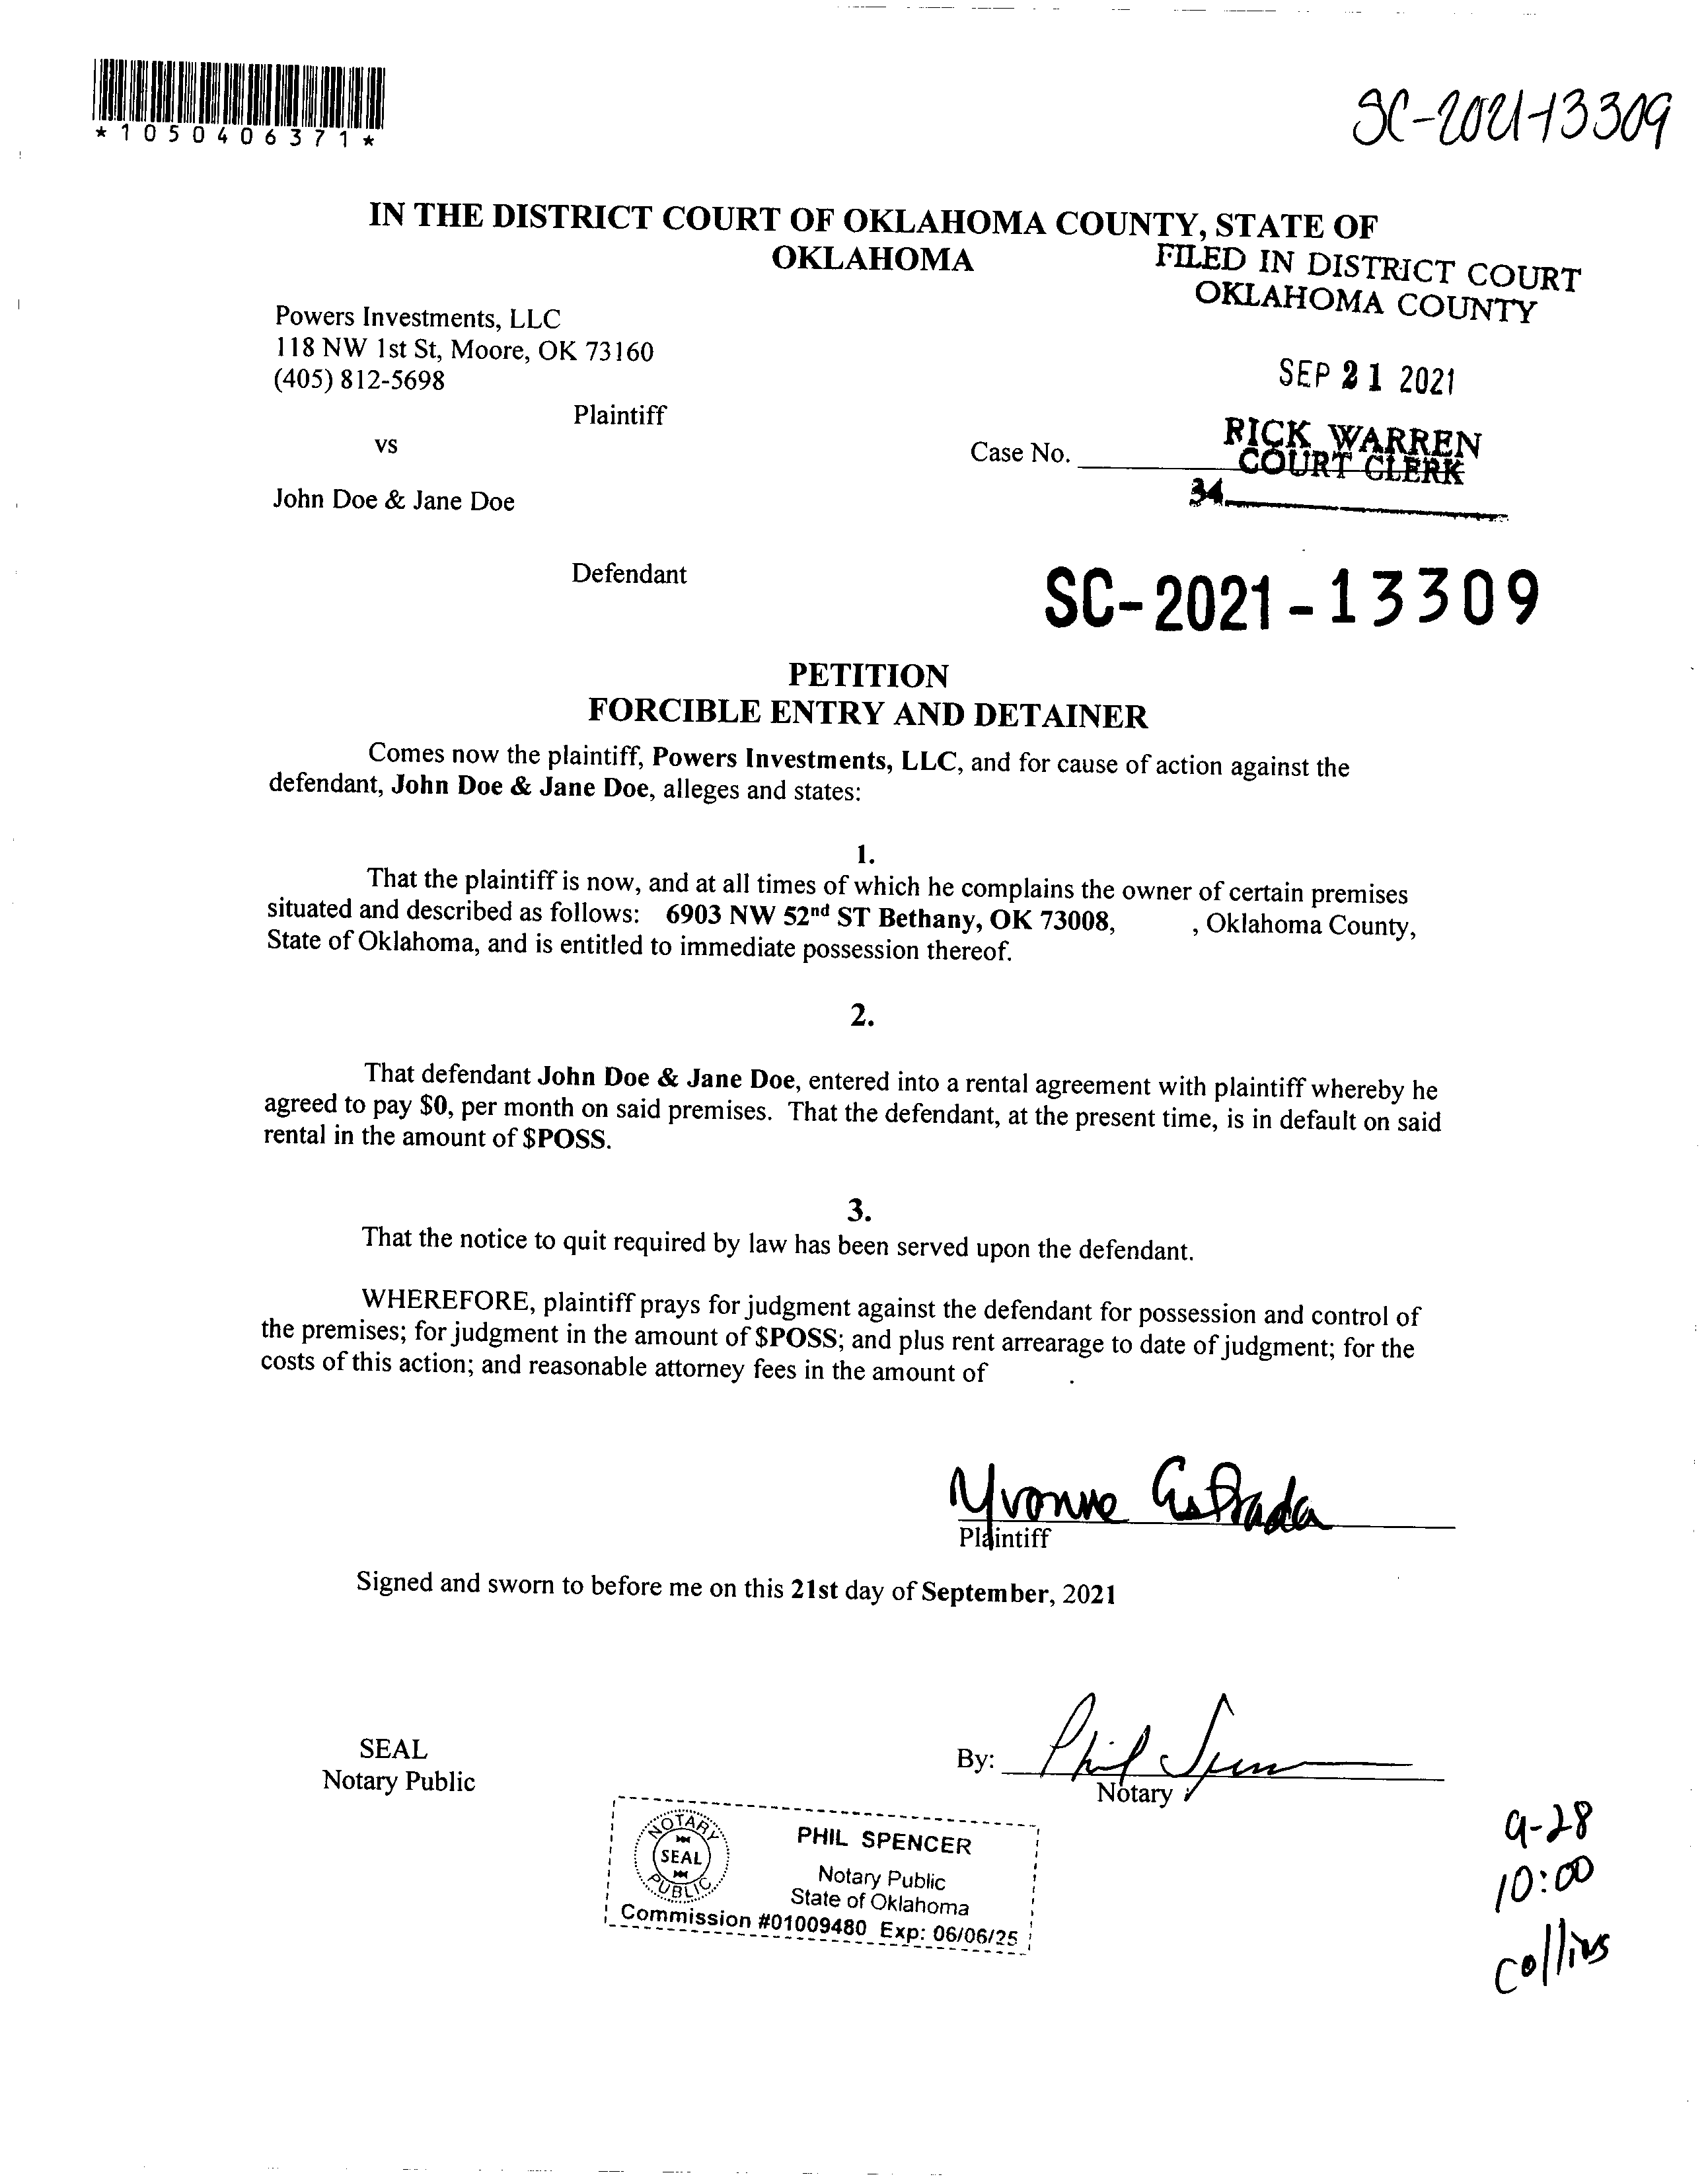 *1050406371*
SC-2021-13309
IN THE DISTRICT COURT OF OKLAHOMA COUNTY, STATE OF
OKLAHOMA
FILED IN DISTRICT COURT
OKLAHOMA COUNTY
Powers Investments, LLC
118 NW 1st St, Moore, OK 73160
(405) 812-5698
SEP 21 2021
Plaintiff
vs
Case No.
RICK WARREN
COURT CLERK
34
John Doe & Jane Doe
Defendant
SC-2021-13309
PETITION
FORCIBLE ENTRY AND DETAINER
Comes now the plaintiff, Powers Investments, LLC, and for cause of action against the
defendant, John Doe & Jane Doe, alleges and states:
1.
That the plaintiff is now, and at all times of which he complains the owner of certain premises
situated and described as follows: 6903 NW 52nd ST Bethany, OK 73008, , Oklahoma County,
State of Oklahoma, and is entitled to immediate possession thereof.
2.
That defendant John Doe & Jane Doe, entered into a rental agreement with plaintiff whereby he
agreed to pay $0, per month on said premises. That the defendant, at the present time, is in default on said
rental in the amount of $POSS.
3.
That the notice to quit required by law has been served upon the defendant.
WHEREFORE, plaintiff prays for judgment against the defendant for possession and control of
the premises; for judgment in the amount of $POSS; and plus rent arrearage to date of judgment; for the
costs of this action; and reasonable attorney fees in the amount of .
Yvonne Estrada
Plaintiff
Signed and sworn to before me on this 21st day of September, 2021
SEAL
Notary Public
By: Phil Spencer
Notary
NOTARY
SEAL
PUBLIC
PHIL SPENCER
Notary Public
State of Oklahoma
Commission #01009480 Exp: 06/06/25
9-28
10:00
Collins